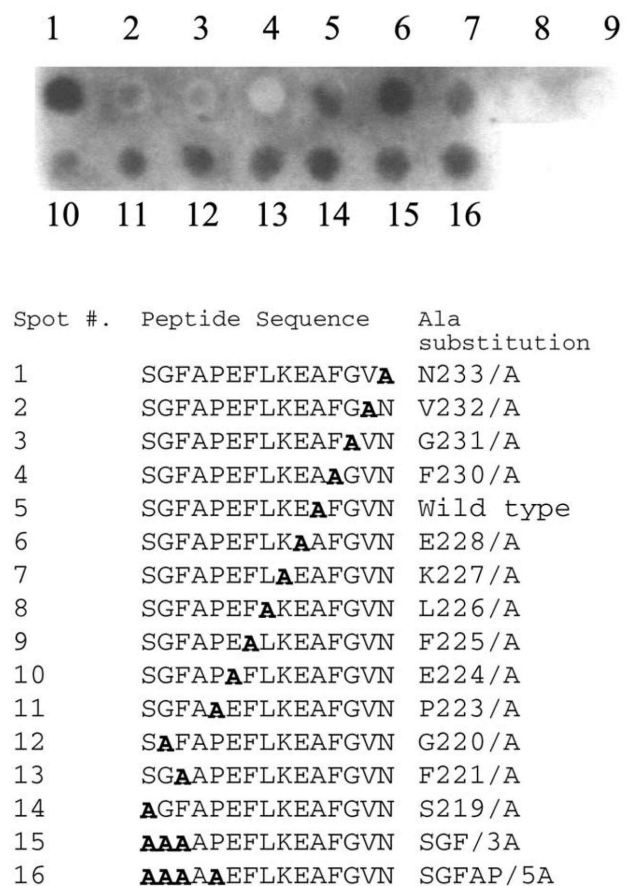 1 2 3 4 5 6 7 8 9
10 11 12 13 14 15 16
Spot #. Peptide Sequence Ala
substitution
1 SGFAPEFLKEAFGVA N233/A
2 SGFAPEFLKEAFGAN V232/A
3 SGFAPEFLKEAFAVN G231/A
4 SGFAPEFLKEAAGVN F230/A
5 SGFAPEFLKEAFGVN Wild type
6 SGFAPEFLKAAFGVN E228/A
7 SGFAPEFLAEAFGVN K227/A
8 SGFAPEFAKEAFGVN L226/A
9 SGFAPEALKEAFGVN F225/A
10 SGFAPAFLKEAFGVN E224/A
11 SGFAAEFLKEAFGVN P223/A
12 SAFAPEFLKEAFGVN G220/A
13 SGAAPEFLKEAFGVN F221/A
14 AGFAPEFLKEAFGVN S219/A
15 AAAAPEFLKEAFGVN SGF/3A
16 AAAAAEFLKEAFGVN SGFAP/5A